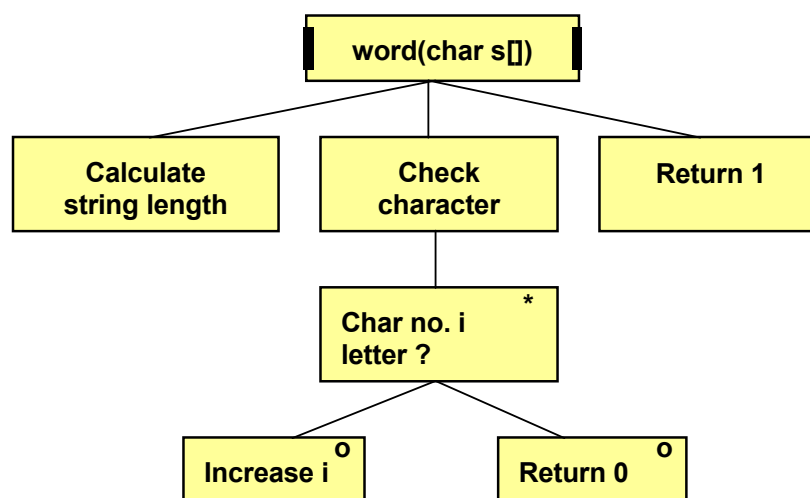 word(char s[])
Calculate
string length
Check
character
Return 1
*
Char no. i
letter ?
o
Increase i
o
Return 0